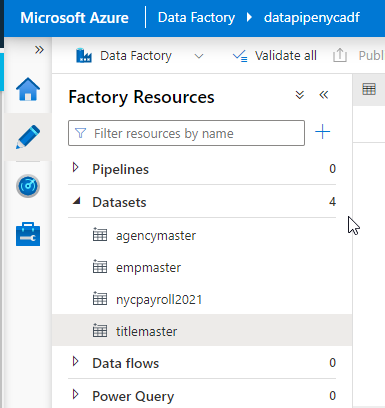 Microsoft Azure Data Factory datapipenycadf
Data Factory Validate all Publ
Factory Resources
Filter resources by name
Pipelines 0
Datasets 4
agencymaster
empmaster
nycpayroll2021
titlemaster
Data flows 0
Power Query 0